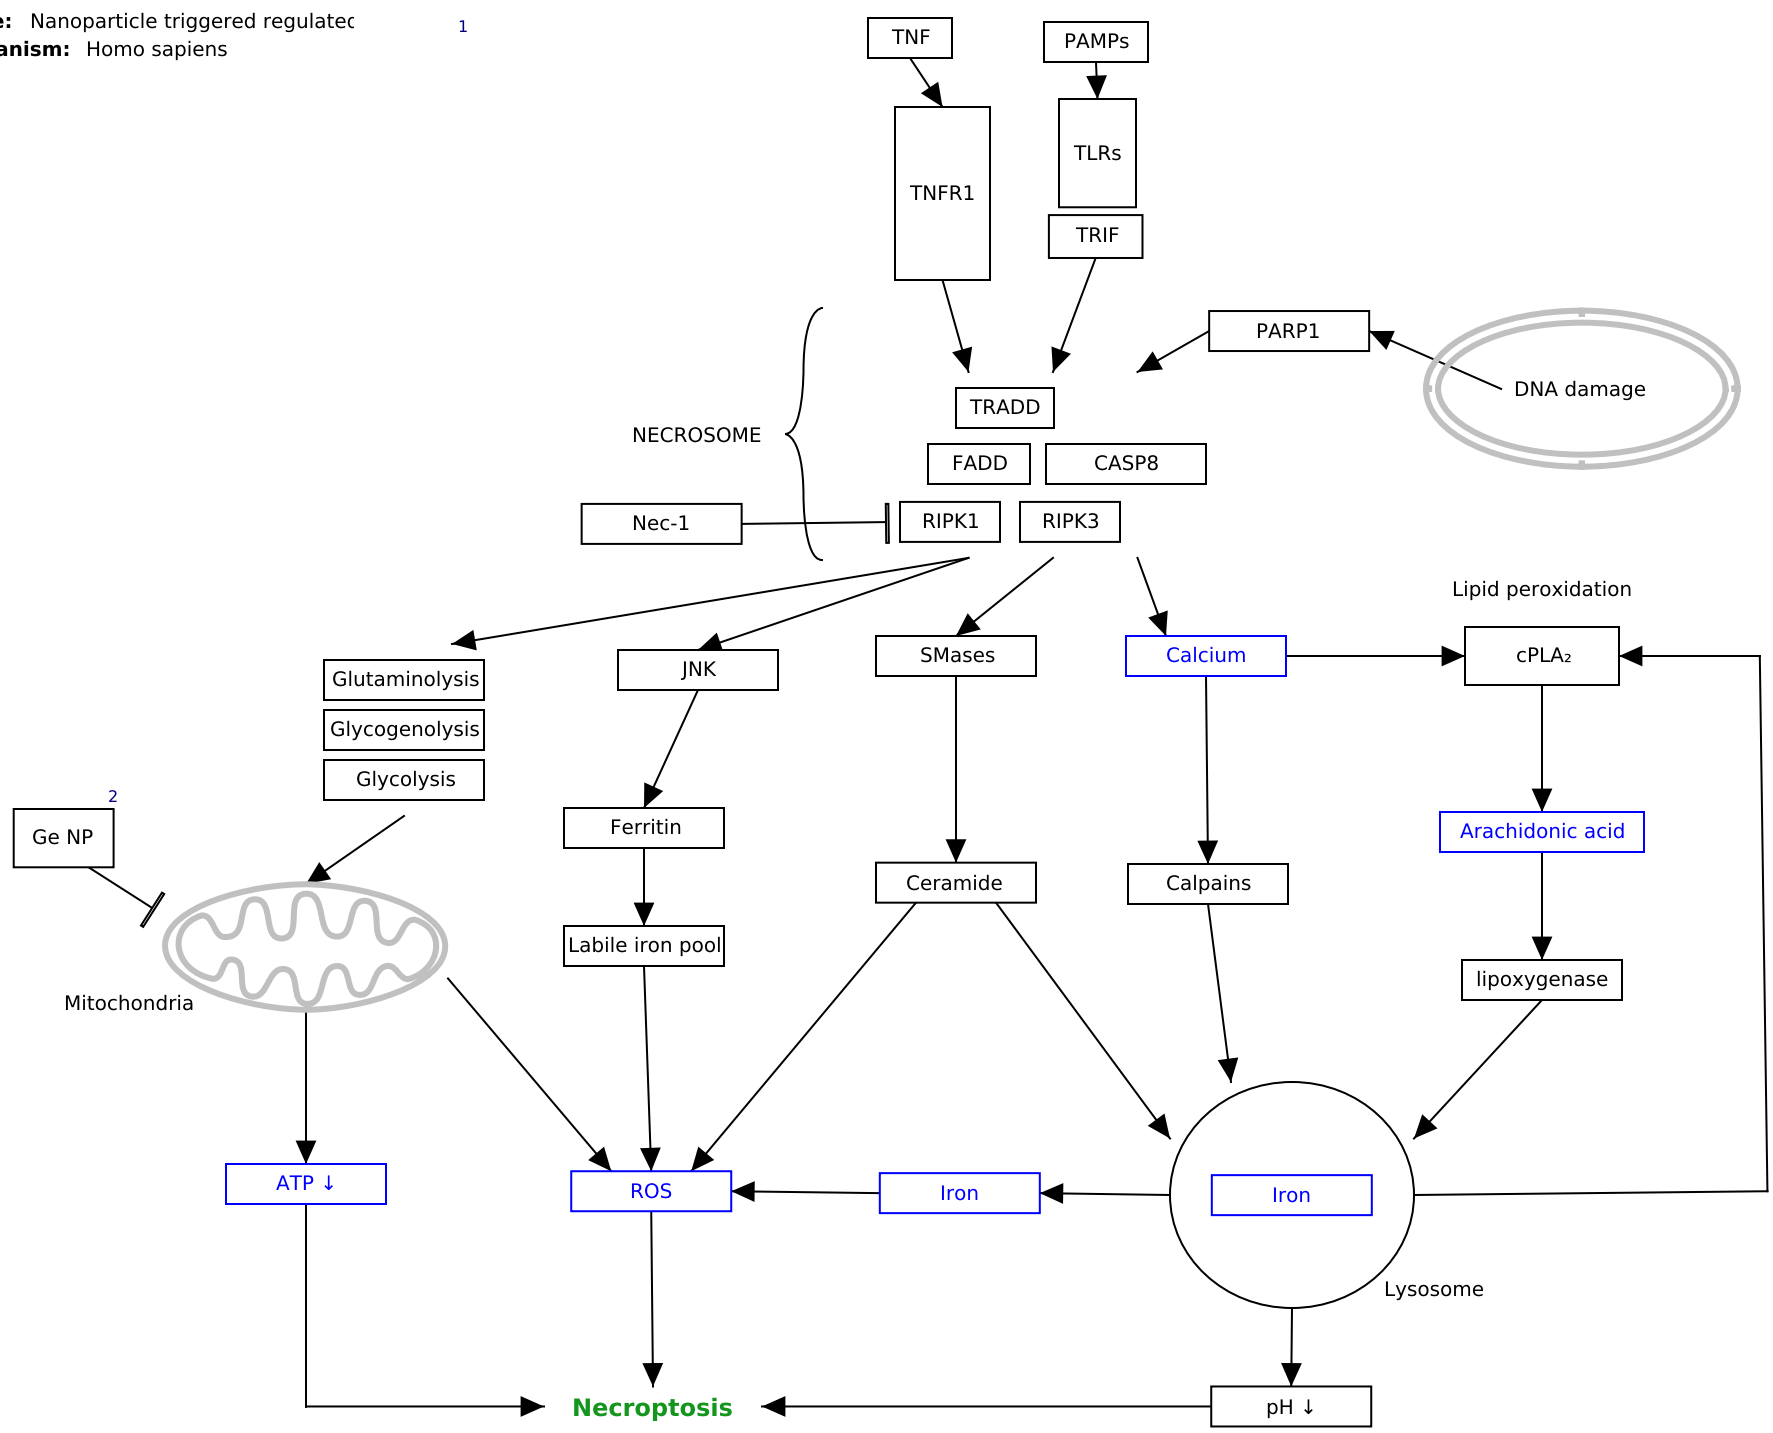 e: Nanoparticle triggered regulated
anism: Homo sapiens
1
TNF
PAMPs
TLRs
TNFR1
TRIF
PARP1
DNA damage
TRADD
NECROSOME
FADD
CASP8
Nec-1
RIPK1
RIPK3
Lipid peroxidation
Glutaminolysis
JNK
SMases
Calcium
cPLA₂
Glycogenolysis
Glycolysis
2
Ge NP
Ferritin
Arachidonic acid
Ceramide
Calpains
Labile iron pool
lipoxygenase
Mitochondria
ATP ↓
ROS
Iron
Iron
Lysosome
Necroptosis
pH ↓